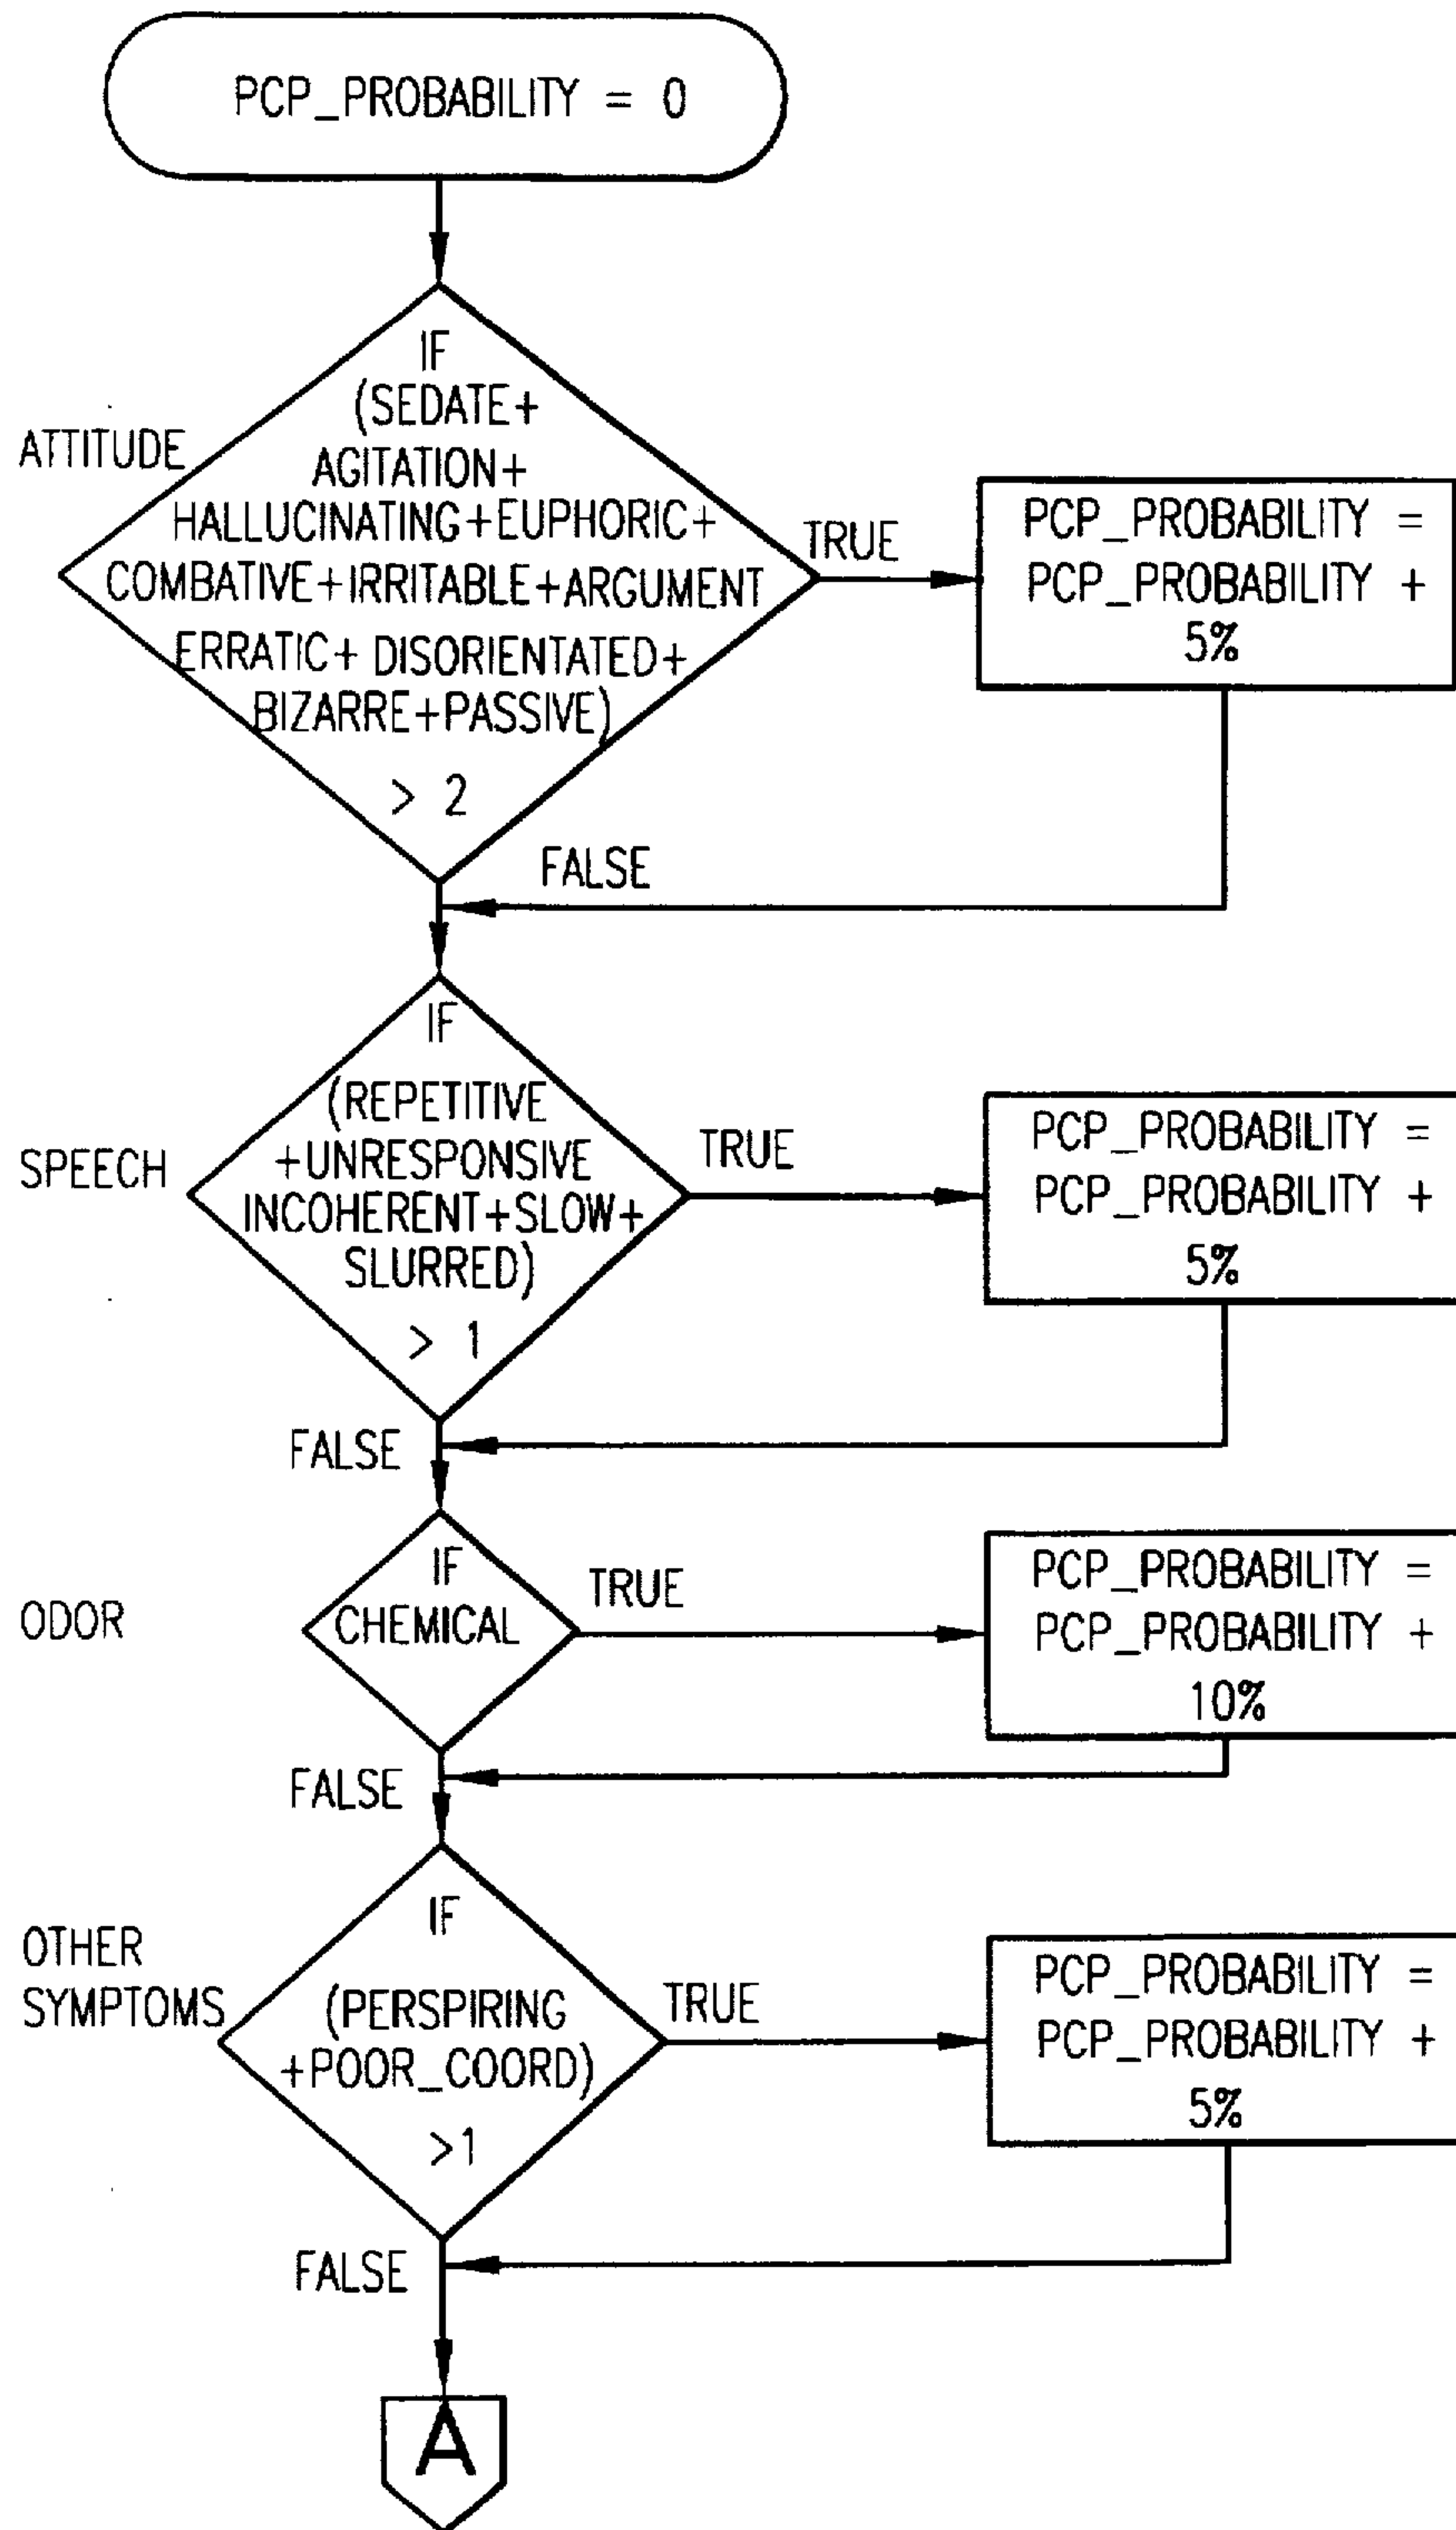 PCP_PROBABILITY = 0
ATTITUDE
IF
(SEDATE+
AGITATION+
HALLUCINATING+EUPHORIC+
COMBATIVE+IRRITABLE+ARGUMENT
ERRATIC+ DISORIENTATED+
BIZARRE+PASSIVE)
> 2
TRUE
PCP_PROBABILITY =
PCP_PROBABILITY +
5%
FALSE
SPEECH
IF
(REPETITIVE
+UNRESPONSIVE
INCOHERENT+SLOW+
SLURRED)
> 1
TRUE
PCP_PROBABILITY =
PCP_PROBABILITY +
5%
FALSE
ODOR
IF
CHEMICAL
TRUE
PCP_PROBABILITY =
PCP_PROBABILITY +
10%
FALSE
OTHER
SYMPTOMS
IF
(PERSPIRING
+POOR_COORD)
>1
TRUE
PCP_PROBABILITY =
PCP_PROBABILITY +
5%
FALSE
A